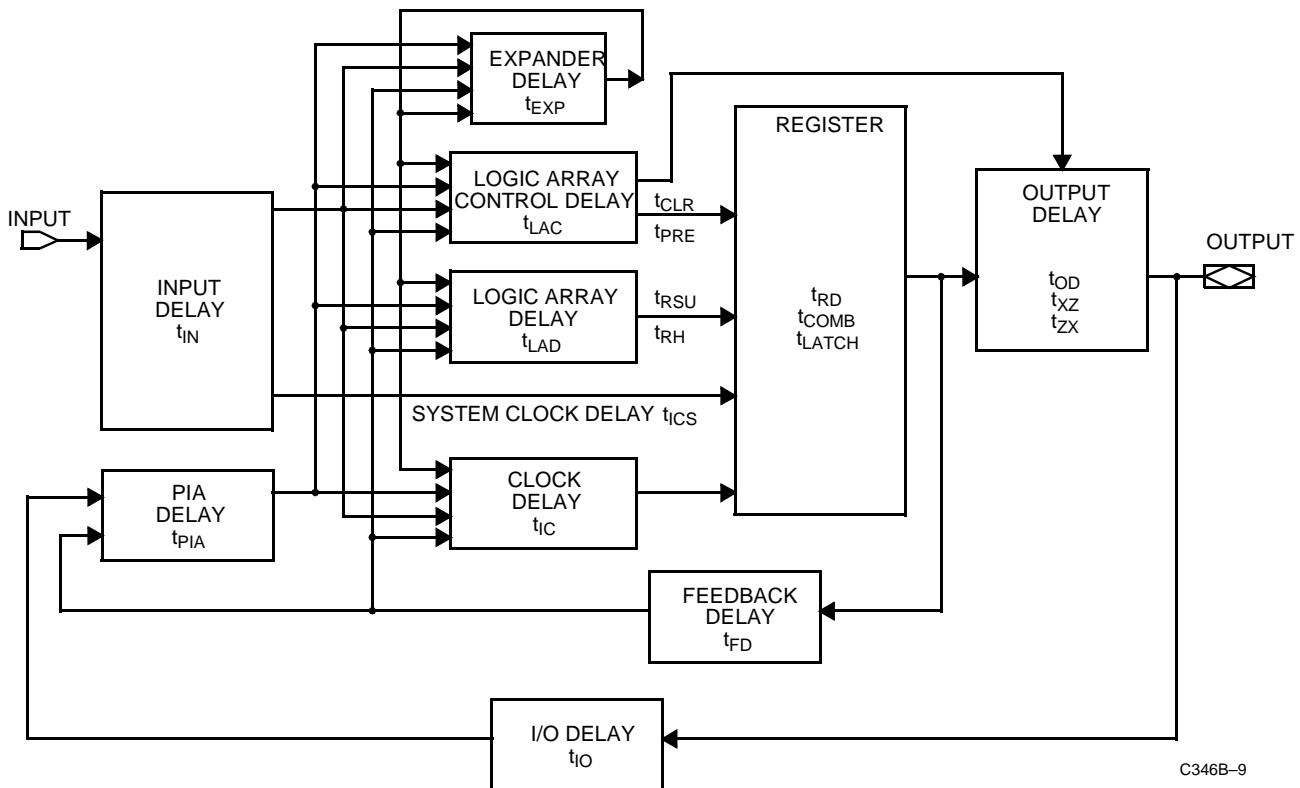 EXPANDER
DELAY
tEXP
REGISTER
LOGIC ARRAY
CONTROL DELAY
tLAC
tCLR
tPRE
OUTPUT
DELAY
tOD
tXZ
tZX
INPUT
OUTPUT
INPUT
DELAY
tIN
LOGIC ARRAY
DELAY
tLAD
tRSU
tRH
tRD
tCOMB
tLATCH
SYSTEM CLOCK DELAY tICS
PIA
DELAY
tPIA
CLOCK
DELAY
tIC
FEEDBACK
DELAY
tFD
I/O DELAY
tIO
C346B–9